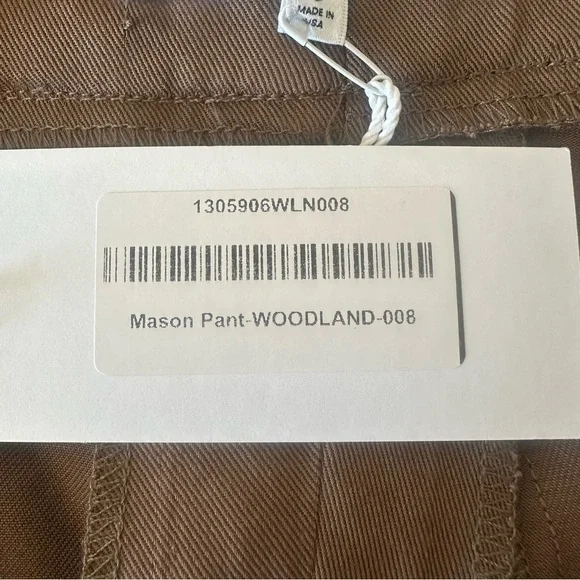 MADE IN
USA
1305906WLN008
Mason Pant-WOODLAND-008